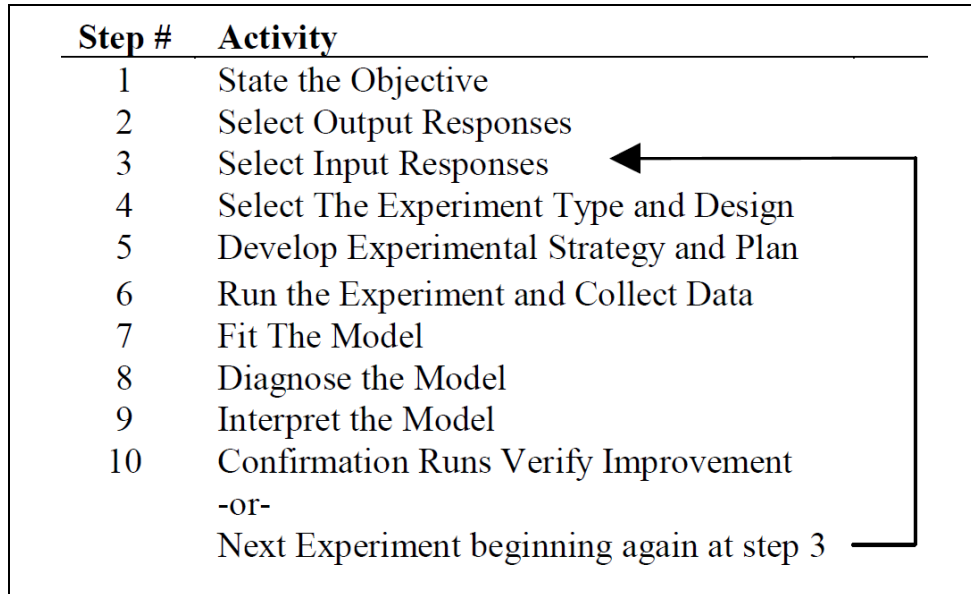 Step # Activity
1 State the Objective
2 Select Output Responses
3 Select Input Responses
4 Select The Experiment Type and Design
5 Develop Experimental Strategy and Plan
6 Run the Experiment and Collect Data
7 Fit The Model
8 Diagnose the Model
9 Interpret the Model
10 Confirmation Runs Verify Improvement
-or-
Next Experiment beginning again at step 3